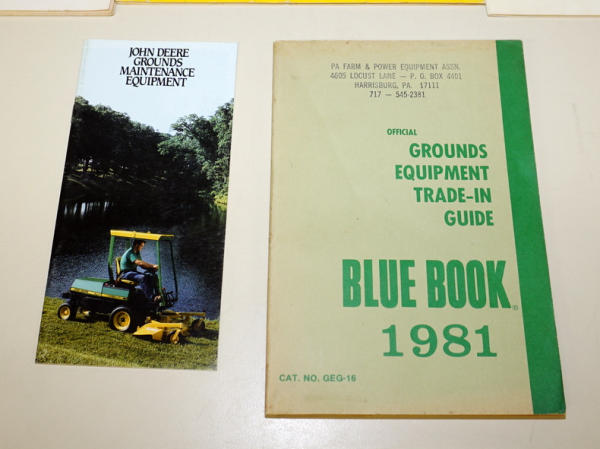 JOHN DEERE
GROUNDS
MAINTENANCE
EQUIPMENT
PA FARM & POWER EQUIPMENT ASSN.
4605 LOCUST LANE — P. O. BOX 4401
HARRISBURG, PA. 17111
717 — 545-2381
OFFICIAL
GROUNDS
EQUIPMENT
TRADE-IN
GUIDE
BLUE BOOK®
1981
CAT. NO. GEG-16